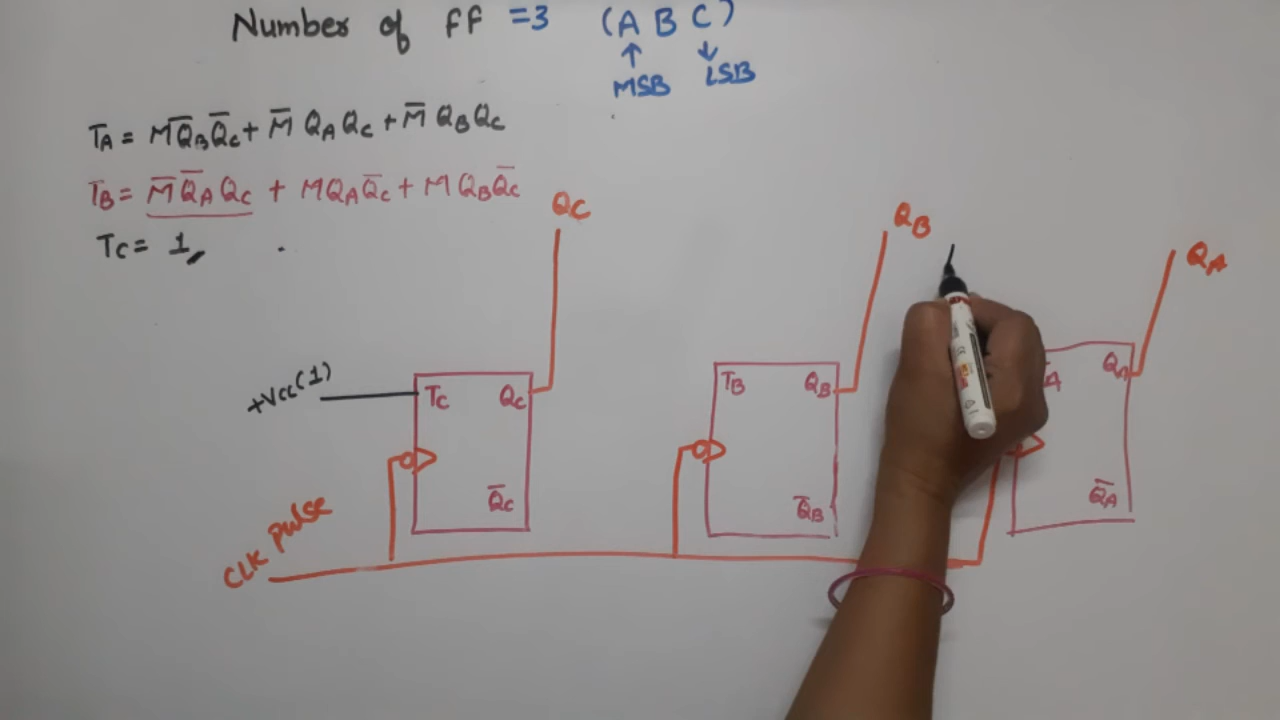 Number of FF =3 (A B C)
MSB LSB
TA = MQ̅BQ̅C + M̅ QAQC + M̅ QBQC
TB = M̅Q̅AQC + MQAQ̅C + MQBQ̅C
TC = 1
QC
QB
QA
+VCC(1)
TC QC
TB QB
QA
Q̅C
Q̅B
Q̅A
CLK pulse